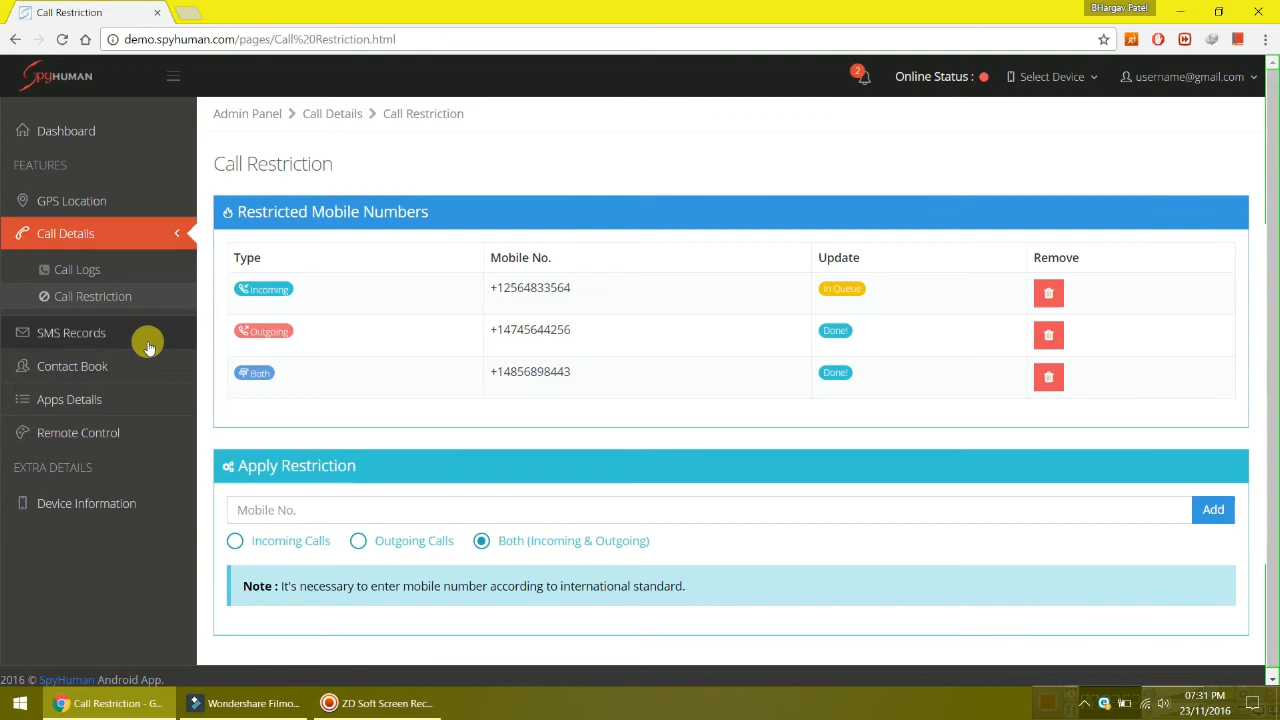 Call Restriction
BHargav Patel
demo.spyhuman.com/pages/Call%20Restriction.html
SpyHUMAN
2
Online Status :
Select Device
username@gmail.com
Admin Panel
Call Details
Call Restriction
Dashboard
FEATURES
GPS Location
Call Details
Call Logs
Call Restriction
SMS Records
Contact Book
Apps Details
Remote Control
EXTRA DETAILS
Device Information
Call Restriction
Restricted Mobile Numbers
Type Mobile No. Update Remove
Incoming +12564833564 In Queue
Outgoing +14745644256 Done!
Both +14856898443 Done!
Apply Restriction
Mobile No. Add
Incoming Calls Outgoing Calls Both (Incoming & Outgoing)
Note : It's necessary to enter mobile number according to international standard.
2016 © SpyHuman Android App.
Call Restriction - G...
Wondershare Filmo...
ZD Soft Screen Rec...
07:31 PM
23/11/2016